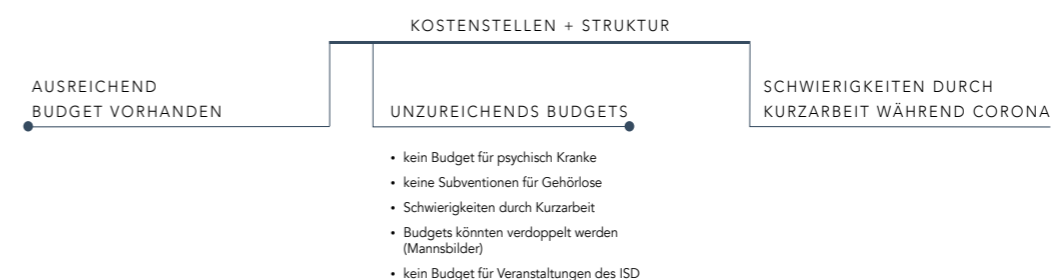 KOSTENSTELLEN + STRUKTUR
AUSREICHEND
BUDGET VORHANDEN
UNZUREICHENDS BUDGETS
• kein Budget für psychisch Kranke
• keine Subventionen für Gehörlose
• Schwierigkeiten durch Kurzarbeit
• Budgets könnten verdoppelt werden
(Mannsbilder)
• kein Budget für Veranstaltungen des ISD
SCHWIERIGKEITEN DURCH
KURZARBEIT WÄHREND CORONA